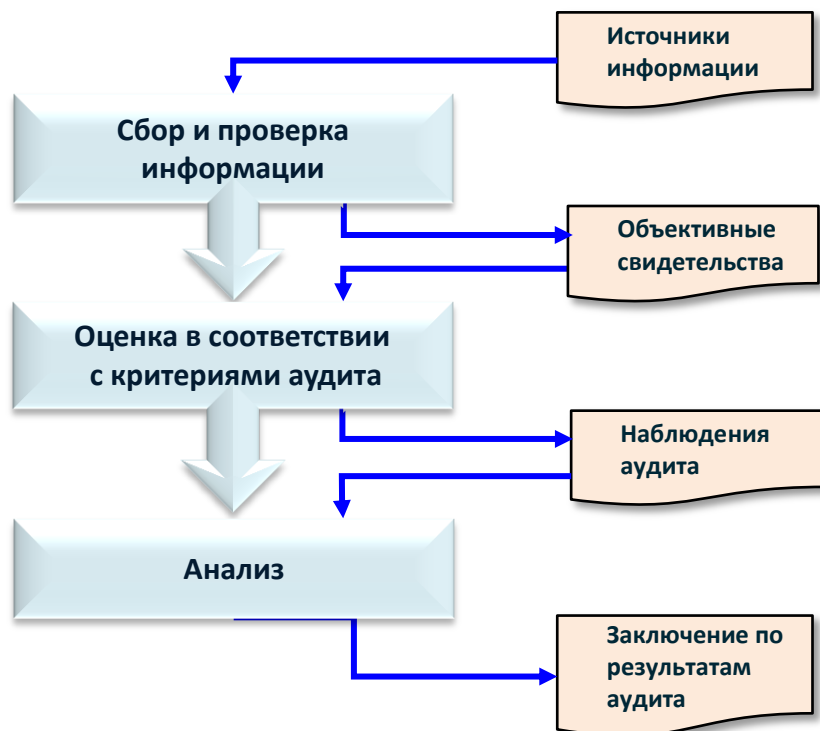 Источники
информации
Сбор и проверка
информации
Объективные
свидетельства
Оценка в соответствии
с критериями аудита
Наблюдения
аудита
Анализ
Заключение по
результатам
аудита